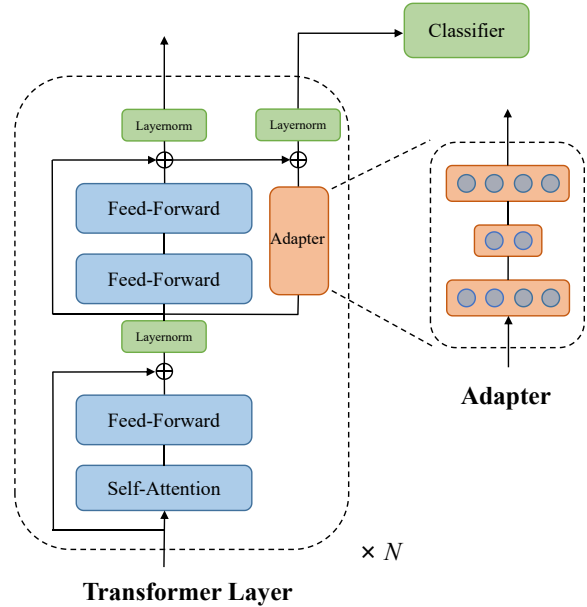 Classifier
Layernorm
Layernorm
Feed-Forward
Adapter
Feed-Forward
Layernorm
Feed-Forward
Self-Attention
× N
Transformer Layer
Adapter